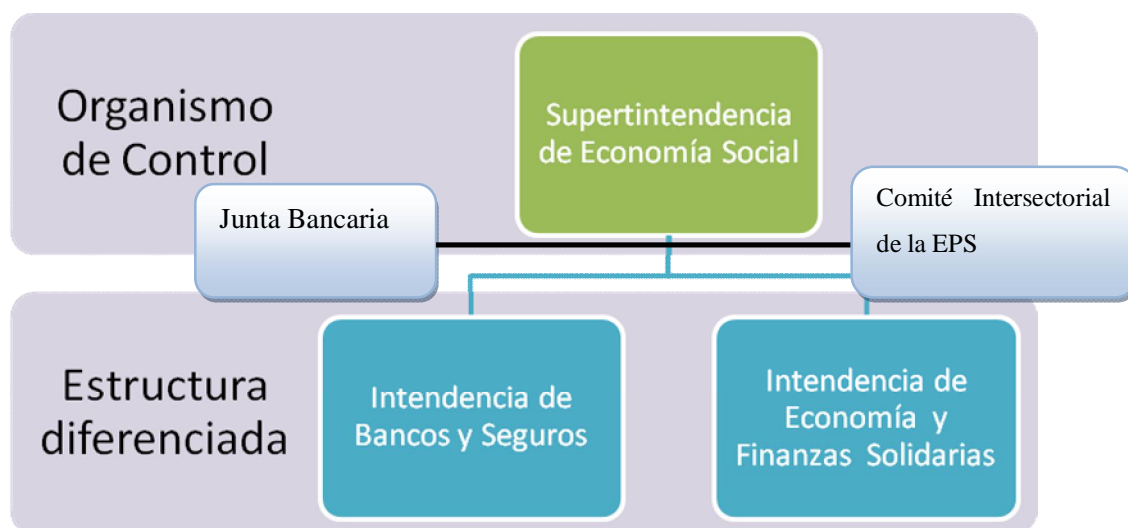 Organismo
de Control
Supertintendencia
de Economía Social
Junta Bancaria
Comité Intersectorial
de la EPS
Estructura
diferenciada
Intendencia de
Bancos y Seguros
Intendencia de
Economía y
Finanzas Solidarias